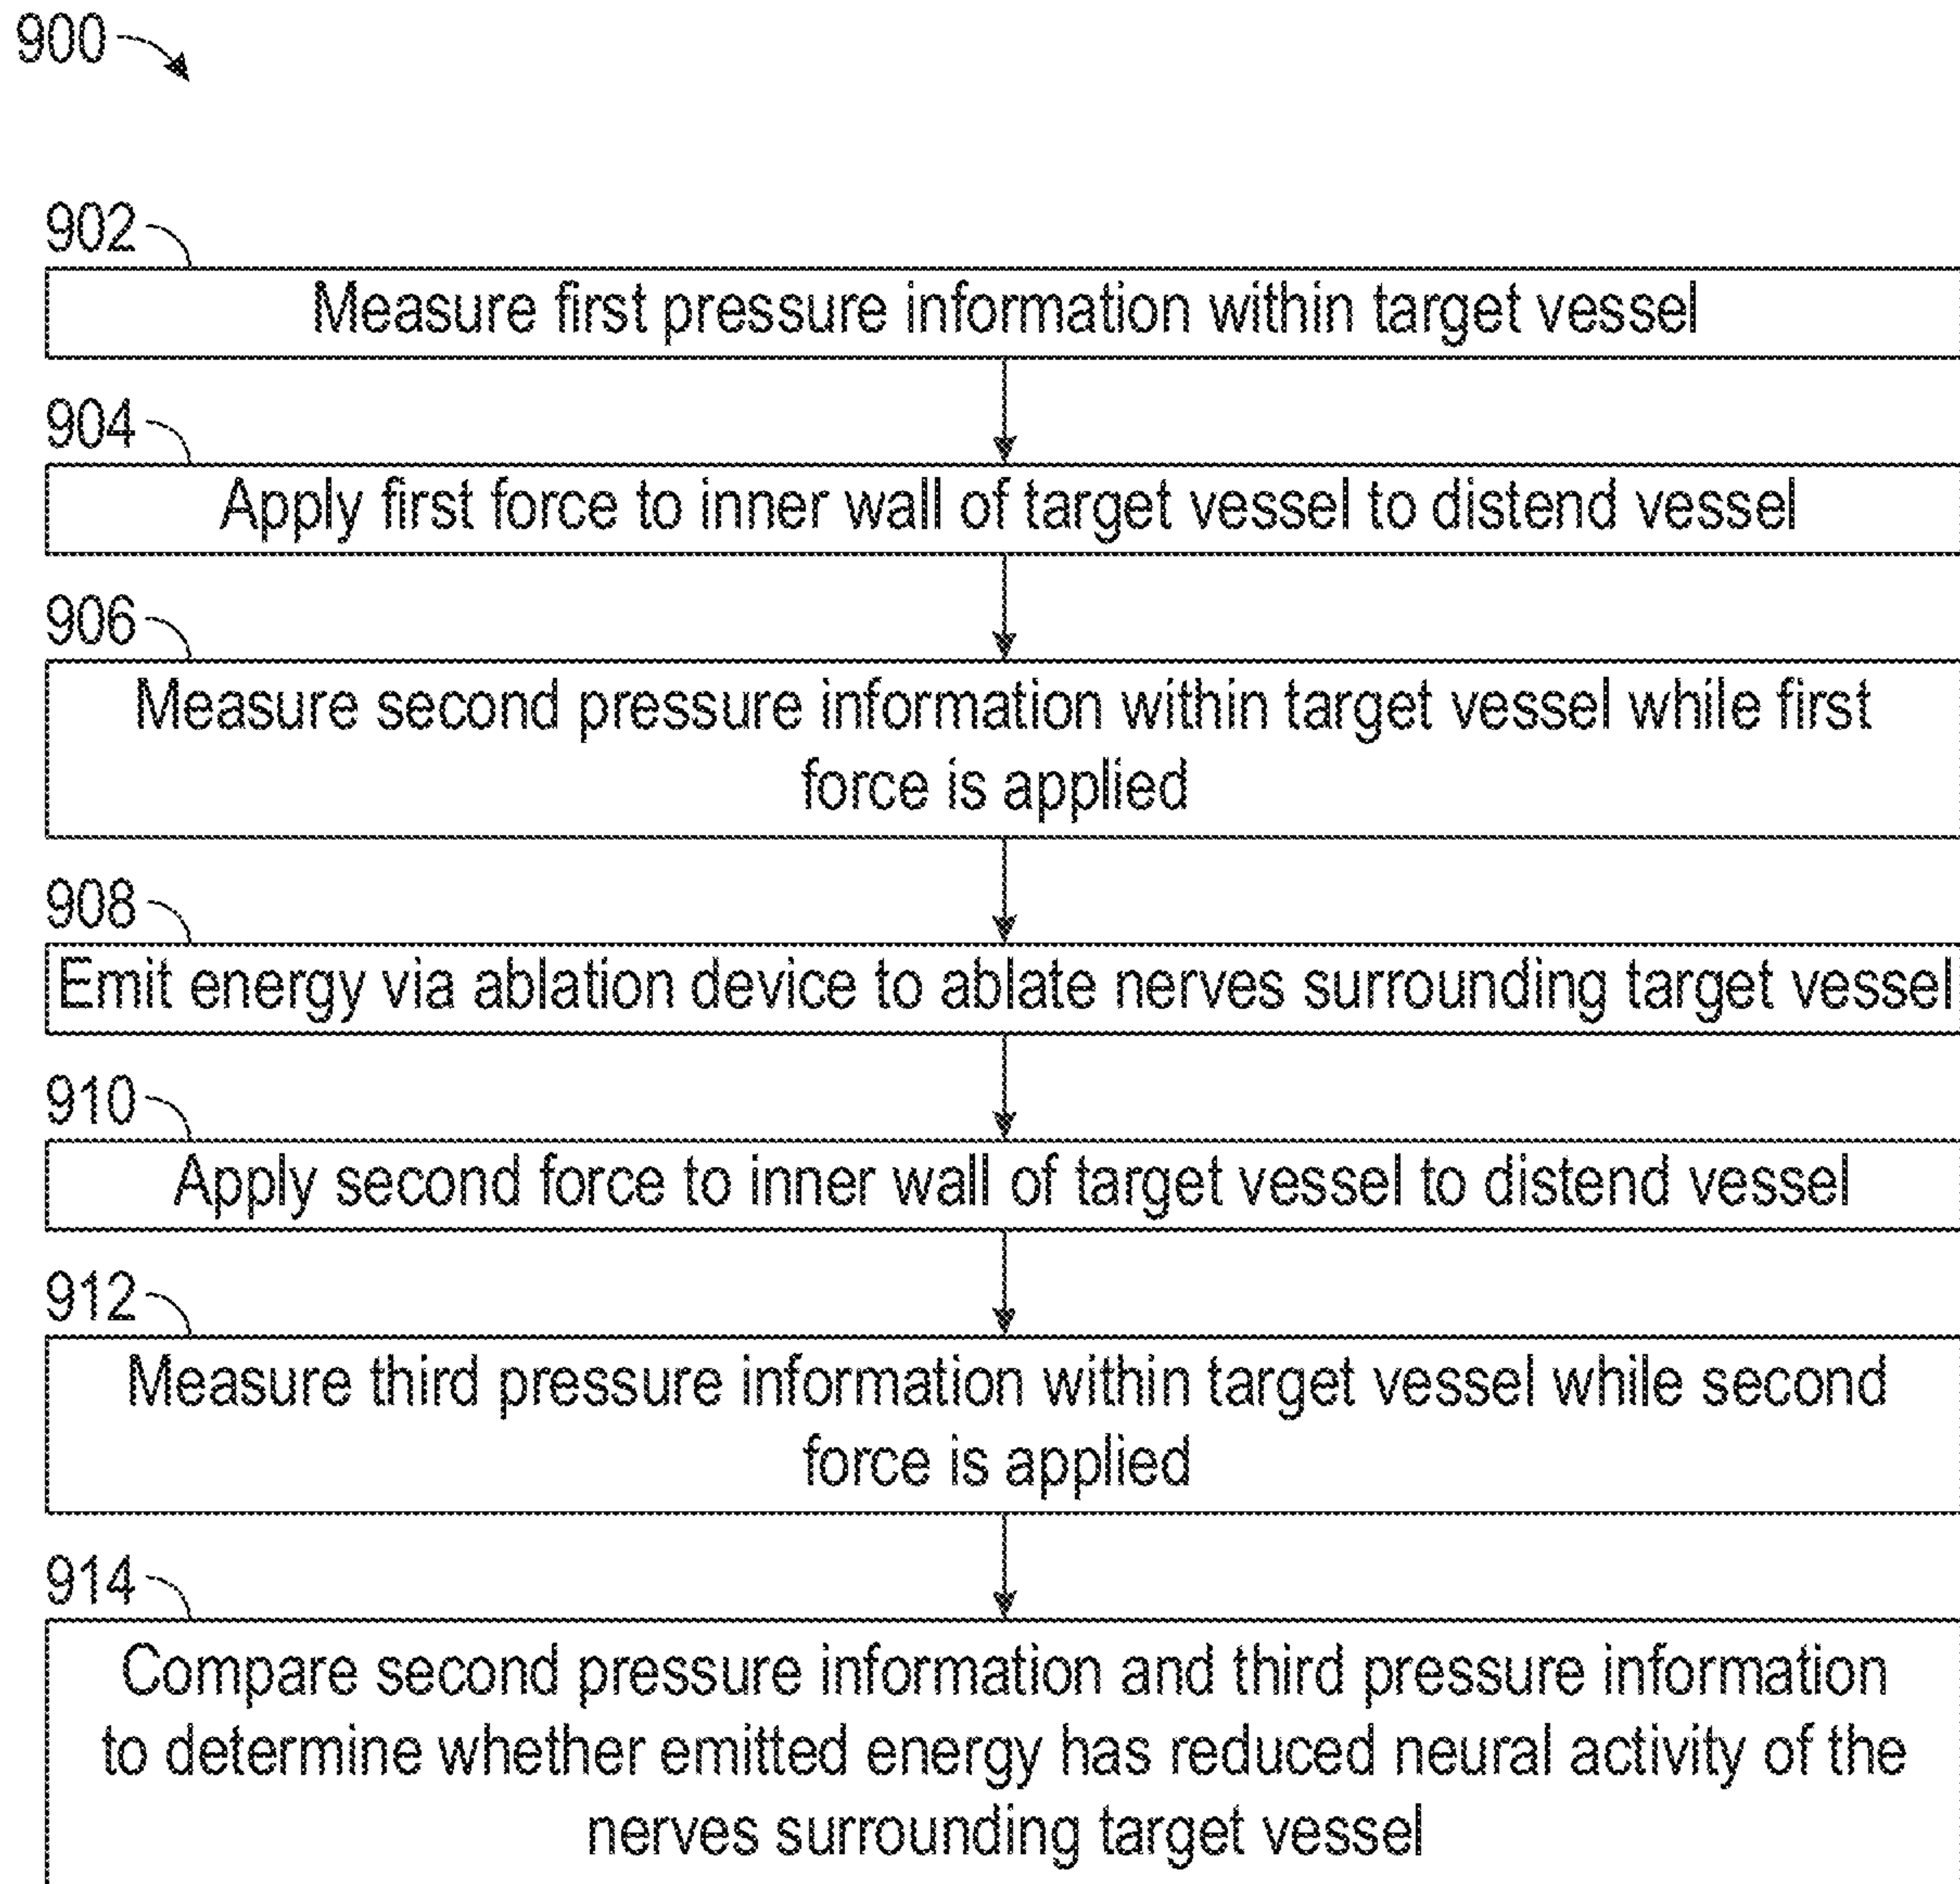 900
902
Measure first pressure information within target vessel
904
Apply first force to inner wall of target vessel to distend vessel
906
Measure second pressure information within target vessel while first
force is applied
908
Emit energy via ablation device to ablate nerves surrounding target vessel
910
Apply second force to inner wall of target vessel to distend vessel
912
Measure third pressure information within target vessel while second
force is applied
914
Compare second pressure information and third pressure information
to determine whether emitted energy has reduced neural activity of the
nerves surrounding target vessel